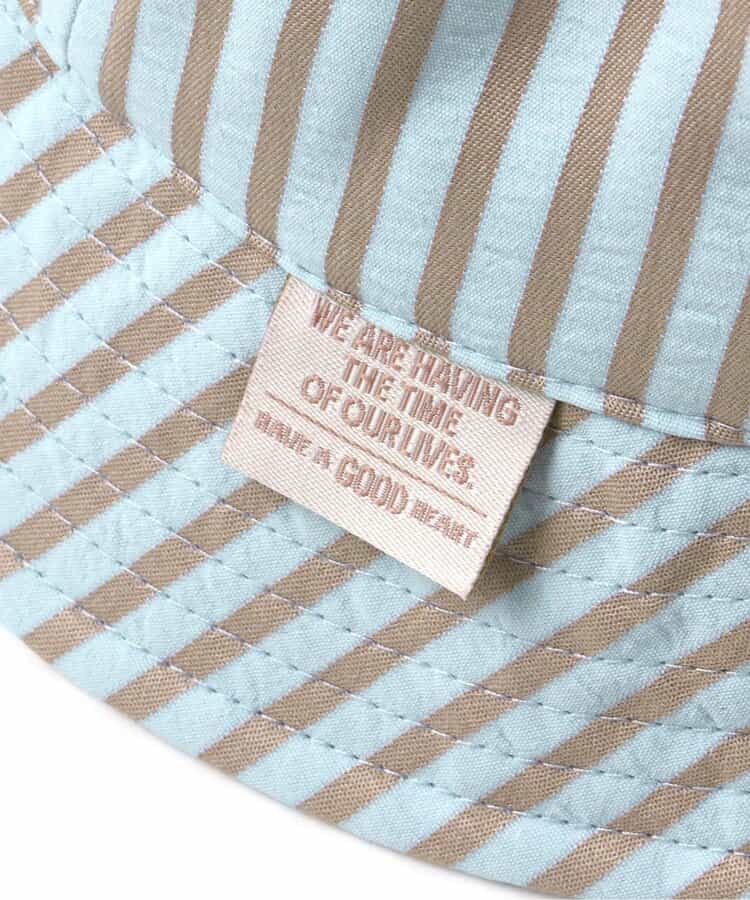 WE ARE HAVING
THE TIME
OF OUR LIVES.
HAVE A GOOD HEART